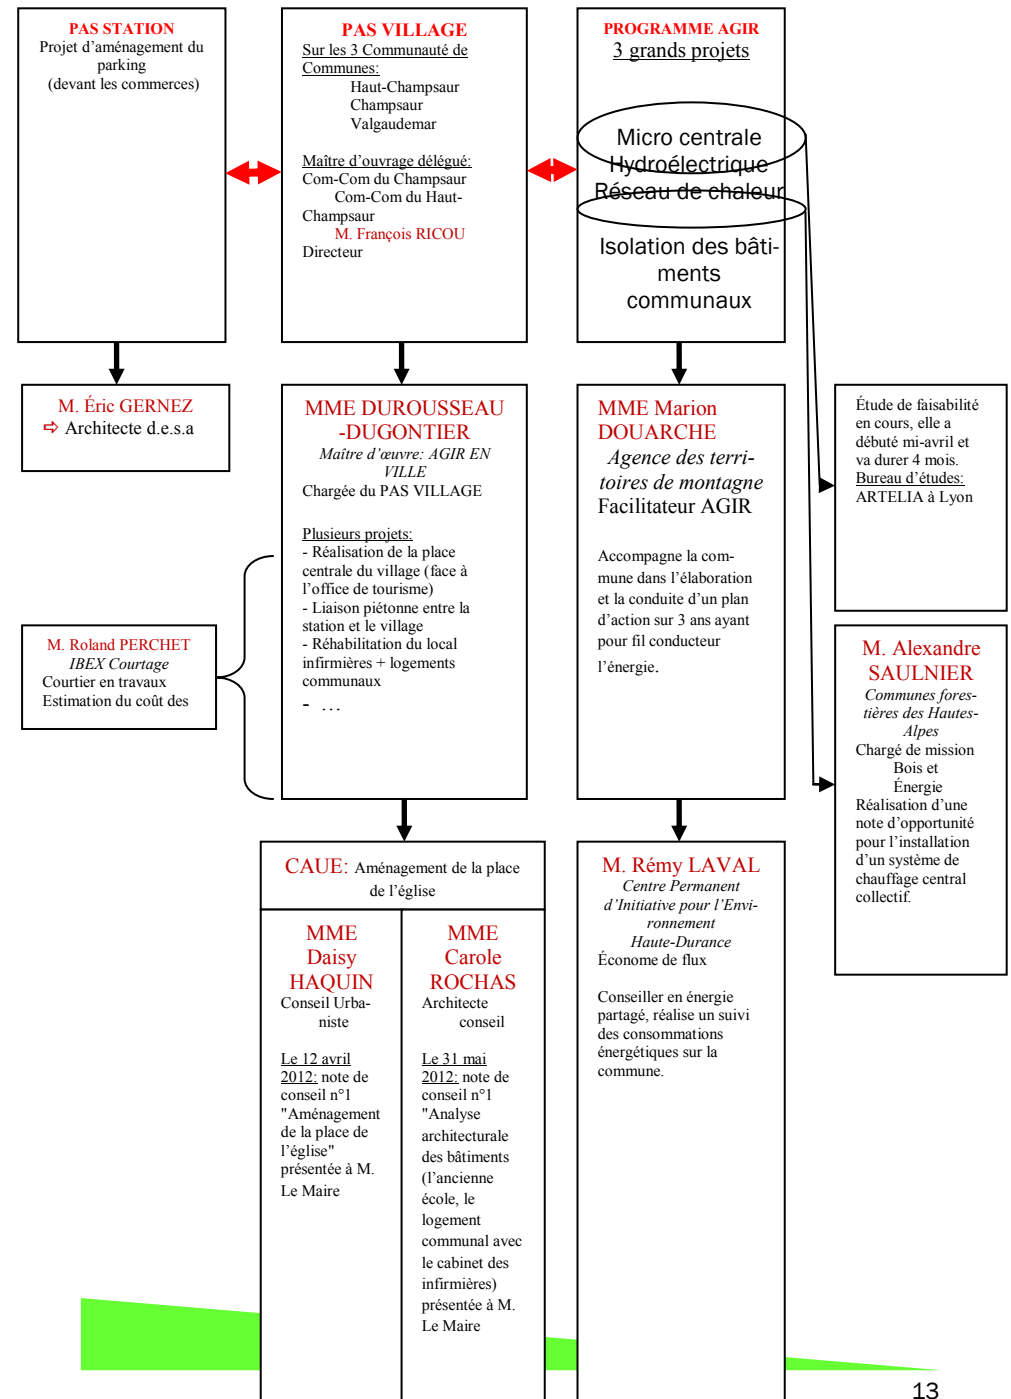 PAS STATION
Projet d'aménagement du
parking
(devant les commerces)
PAS VILLAGE
Sur les 3 Communauté de
Communes:
Haut-Champsaur
Champsaur
Valgaudemar
Maître d'ouvrage délégué:
Com-Com du Champsaur
Com-Com du Haut-
Champsaur
M. François RICOU
Directeur
PROGRAMME AGIR
3 grands projets
Micro centrale
Hydroélectrique
Réseau de chaleur
Isolation des bâti-
ments
communaux
M. Éric GERNEZ
⇨ Architecte d.e.s.a
MME DUROUSSEAU
-DUGONTIER
Maître d'œuvre: AGIR EN
VILLE
Chargée du PAS VILLAGE
Plusieurs projets:
- Réalisation de la place
centrale du village (face à
l'office de tourisme)
- Liaison piétonne entre la
station et le village
- Réhabilitation du local
infirmières + logements
communaux
- …
MME Marion
DOUARCHE
Agence des terri-
toires de montagne
Facilitateur AGIR
Accompagne la com-
mune dans l'élaboration
et la conduite d'un plan
d'action sur 3 ans ayant
pour fil conducteur
l'énergie.
Étude de faisabilité
en cours, elle a
débuté mi-avril et
va durer 4 mois.
Bureau d'études:
ARTELIA à Lyon
M. Roland PERCHET
IBEX Courtage
Courtier en travaux
Estimation du coût des
M. Alexandre
SAULNIER
Communes fores-
tières des Hautes-
Alpes
Chargé de mission
Bois et
Énergie
Réalisation d'une
note d'opportunité
pour l'installation
d'un système de
chauffage central
collectif.
CAUE: Aménagement de la place
de l'église
MME
Daisy
HAQUIN
Conseil Urba-
niste
Le 12 avril
2012: note de
conseil n°1
"Aménagement
de la place de
l'église"
présentée à M.
Le Maire
MME
Carole
ROCHAS
Architecte
conseil
Le 31 mai
2012: note de
conseil n°1
"Analyse
architecturale
des bâtiments
(l'ancienne
école, le
logement
communal avec
le cabinet des
infirmières)
présentée à M.
Le Maire
M. Rémy LAVAL
Centre Permanent
d'Initiative pour l'Envi-
ronnement
Haute-Durance
Économe de flux
Conseiller en énergie
partagé, réalise un suivi
des consommations
énergétiques sur la
commune.
13